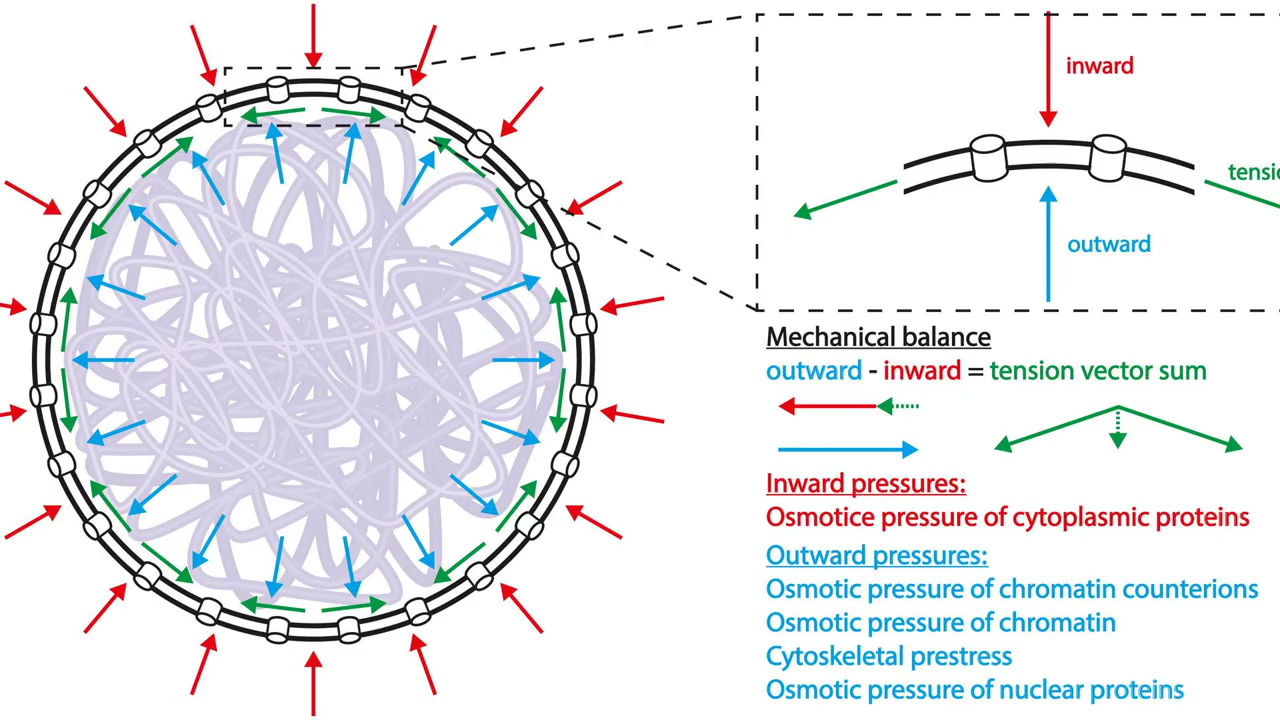 inward
tensio
outward
Mechanical balance
outward - inward = tension vector sum
Inward pressures:
Osmotice pressure of cytoplasmic proteins
Outward pressures:
Osmotic pressure of chromatin counterions
Osmotic pressure of chromatin
Cytoskeletal prestress
Osmotic pressure of nuclear proteins